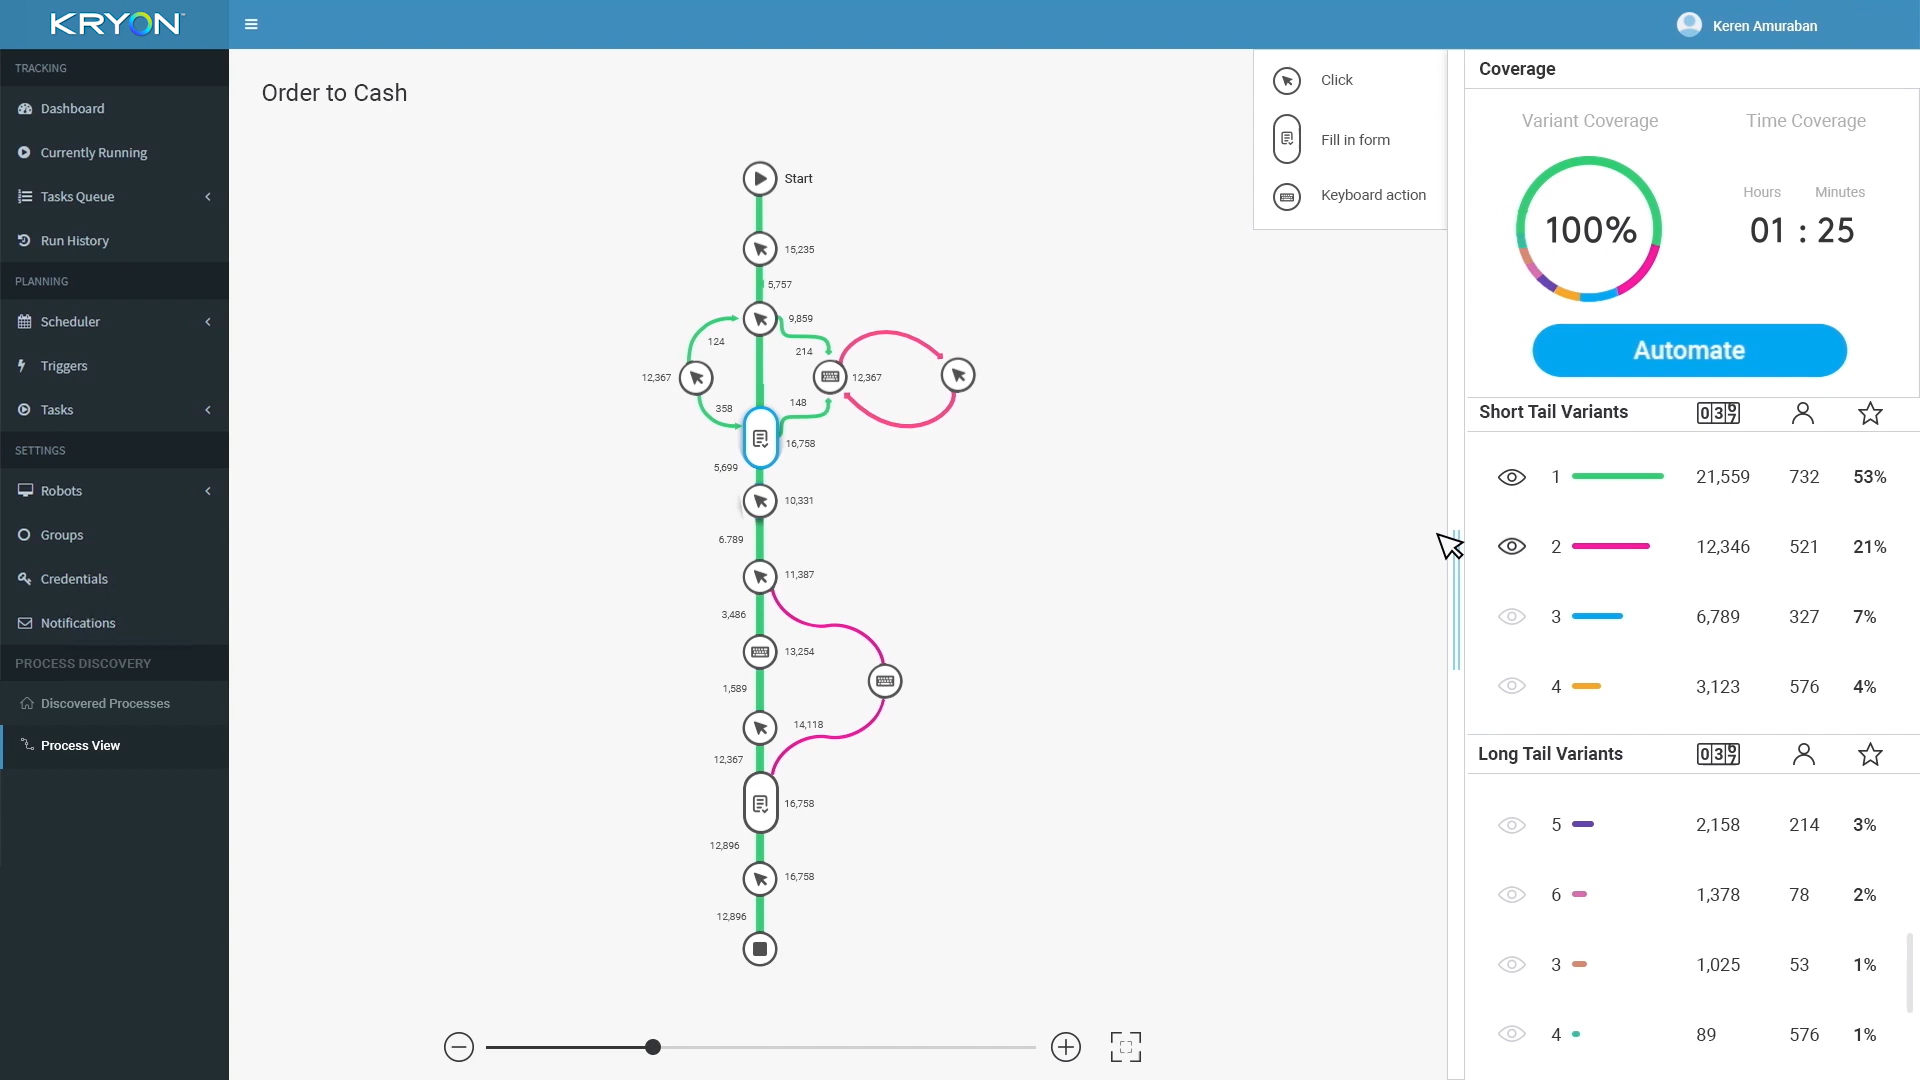 KRYON
Keren Amuraban
TRACKING
Dashboard
Currently Running
Tasks Queue
Run History
PLANNING
Scheduler
Triggers
Tasks
SETTINGS
Robots
Groups
Credentials
Notifications
PROCESS DISCOVERY
Discovered Processes
Process View
Order to Cash
Click
Fill in form
Keyboard action
Start
15,235
5,757
9,859
124
214
12,367
12,367
358
148
16,758
5,699
10,331
6.789
11,387
3,486
13,254
1,589
14,118
12,367
16,758
12,896
16,758
12,896
Coverage
Variant Coverage
Time Coverage
100%
Hours Minutes
01 : 25
Automate
Short Tail Variants
1 21,559 732 53%
2 12,346 521 21%
3 6,789 327 7%
4 3,123 576 4%
Long Tail Variants
5 2,158 214 3%
6 1,378 78 2%
3 1,025 53 1%
4 89 576 1%